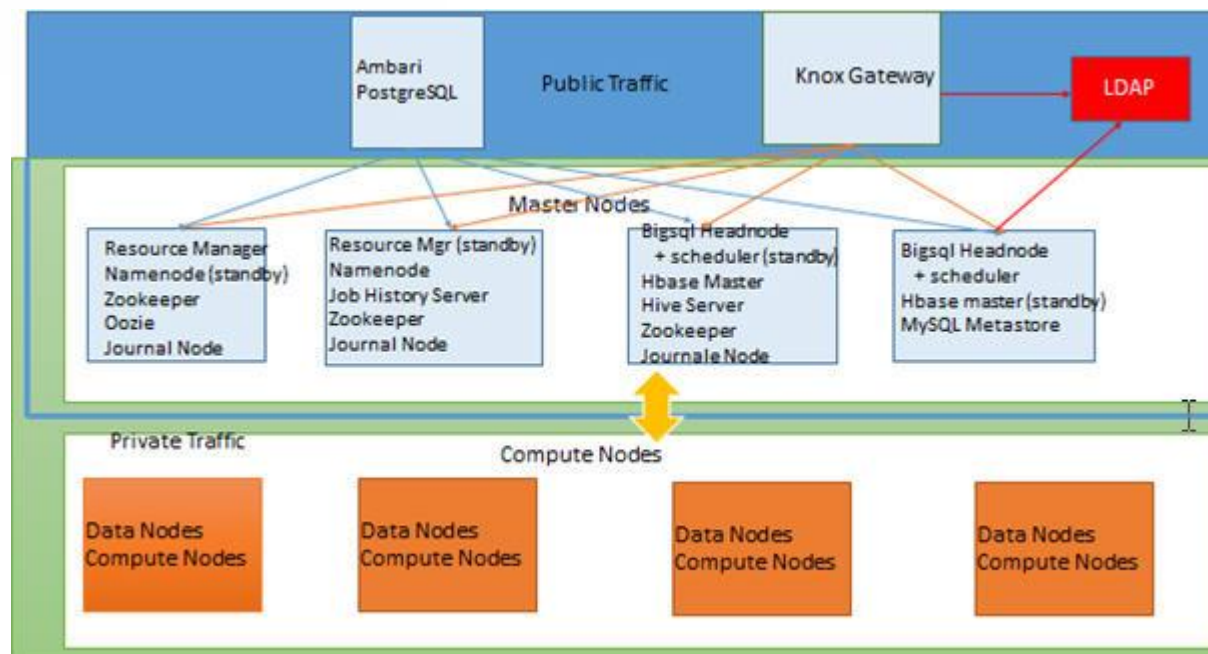 Ambari
PostgreSQL
Public Traffic
Knox Gateway
LDAP
Master Nodes
Resource Manager
Namenode (standby)
Zookeeper
Oozie
Journal Node
Resource Mgr (standby)
Namenode
Job History Server
Zookeeper
Journal Node
Bigsql Headnode
+ scheduler (standby)
Hbase Master
Hive Server
Zookeeper
Journale Node
Bigsql Headnode
+ scheduler
Hbase master (standby)
MySQL Metastore
Private Traffic
Compute Nodes
Data Nodes
Compute Nodes
Data Nodes
Compute Nodes
Data Nodes
Compute Nodes
Data Nodes
Compute Nodes